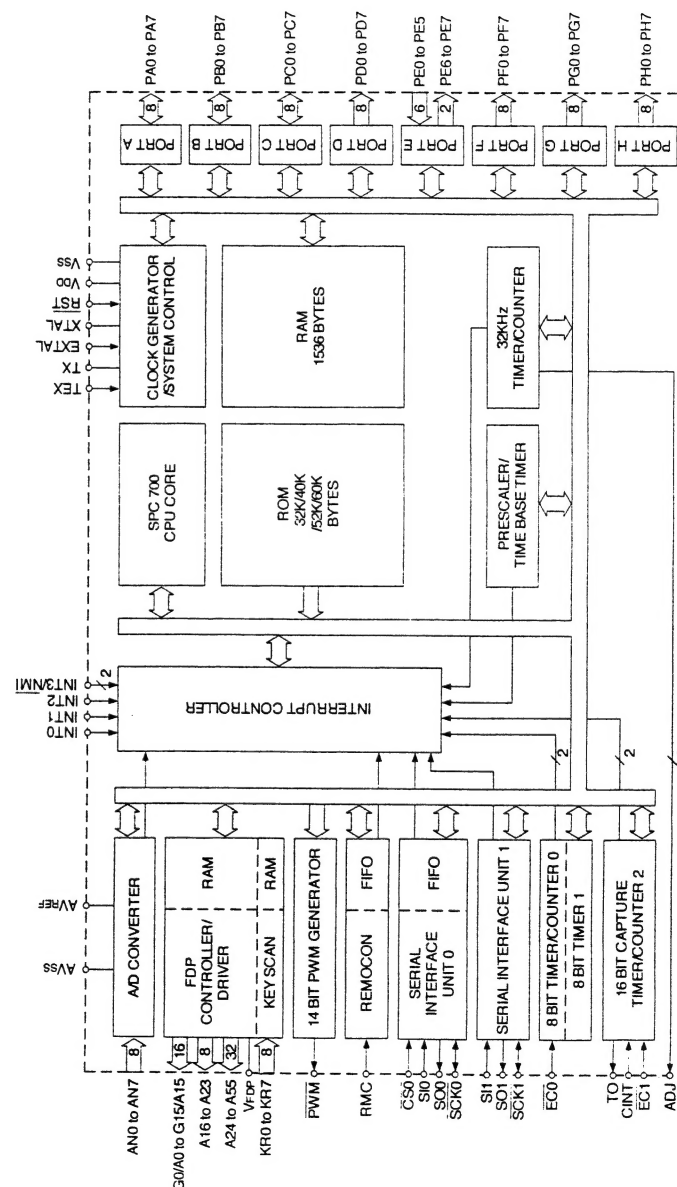 PA0 to PA7
PB0 to PB7
PC0 to PC7
PD0 to PD7
PE0 to PE5
PE6 to PE7
PF0 to PF7
PG0 to PG7
PH0 to PH7
8
8
8
8
6
2
8
8
8
PORT A
PORT B
PORT C
PORT D
PORT E
PORT F
PORT G
PORT H
VSS
VDD
RST
XTAL
EXTAL
TX
TEX
CLOCK GENERATOR
/SYSTEM CONTROL
RAM
1536 BYTES
32KHz
TIMER/COUNTER
SPC 700
CPU CORE
ROM
32K/40K
/52K/60K
BYTES
PRESCALER/
TIME BASE TIMER
INT3/NMI
INT2
INT1
INT0
2
INTERRUPT CONTROLLER
2
2
AVREF
AVSS
A/D CONVERTER
FDP
CONTROLLER/
DRIVER
RAM
KEY SCAN
RAM
14 BIT PWM GENERATOR
REMOCON
FIFO
SERIAL
INTERFACE
UNIT 0
FIFO
SERIAL INTERFACE UNIT 1
8 BIT TIMER/COUNTER 0
8 BIT TIMER 1
16 BIT CAPTURE
TIMER/COUNTER 2
8
16
8
32
8
AN0 to AN7
G0/A0 to G15/A15
A16 to A23
A24 to A55
VFDP
KR0 to KR7
PWM
RMC
CS0
SI0
SO0
SCK0
SI1
SO1
SCK1
EC0
TO
CINT
EC1
ADJ